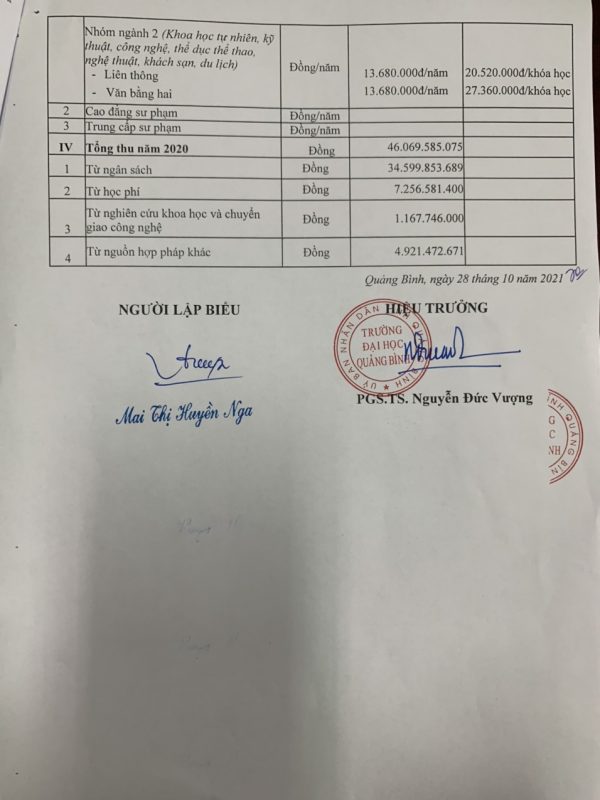 Nhóm ngành 2 (Khoa học tự nhiên, kỹ
thuật, công nghệ, thể dục thể thao,
nghệ thuật, khách sạn, du lịch) Đồng/năm
- Liên thông 13.680.000đ/năm 20.520.000đ/khóa học
- Văn bằng hai 13.680.000đ/năm 27.360.000đ/khóa học
2 Cao đẳng sư phạm Đồng/năm
3 Trung cấp sư phạm Đồng/năm
IV Tổng thu năm 2020 Đồng 46.069.585.075
1 Từ ngân sách Đồng 34.599.853.689
2 Từ học phí Đồng 7.256.581.400
3 Từ nghiên cứu khoa học và chuyển
giao công nghệ Đồng 1.167.746.000
4 Từ nguồn hợp pháp khác Đồng 4.921.472.671
Quảng Bình, ngày 28 tháng 10 năm 2021
NGƯỜI LẬP BIỂU HIỆU TRƯỞNG
TRƯỜNG
ĐẠI HỌC
QUẢNG BÌNH
Mai Thị Huyền Nga
PGS.TS. Nguyễn Đức Vượng